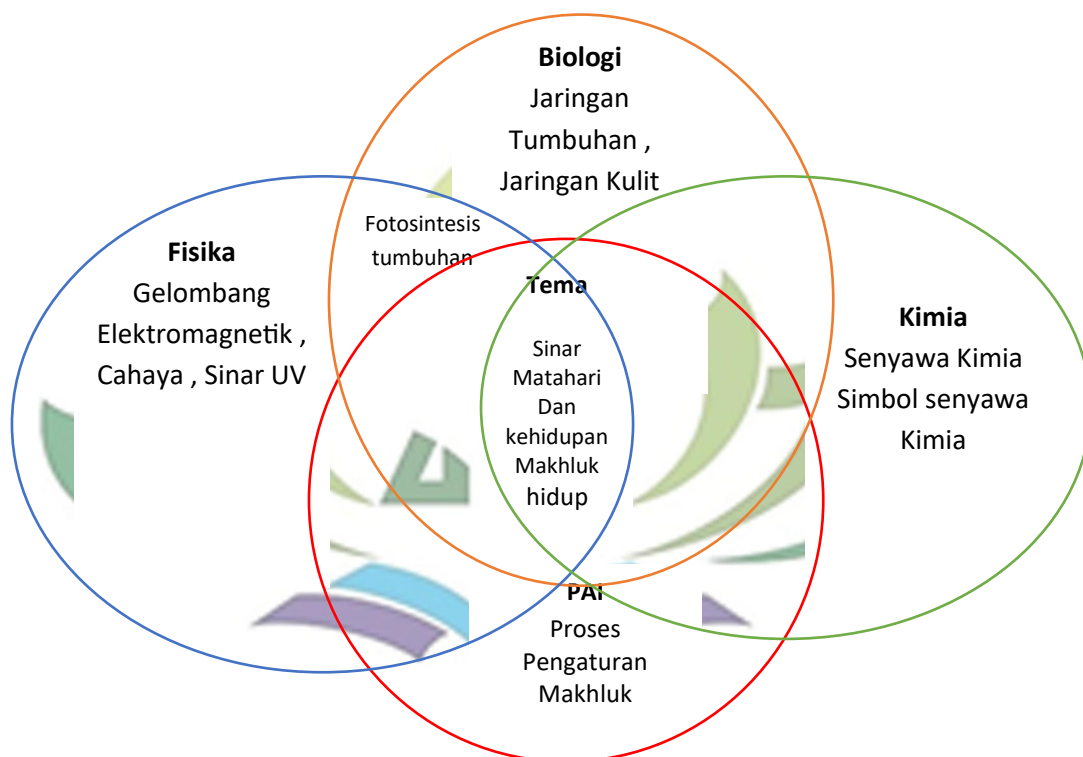 Biologi
Jaringan
Tumbuhan ,
Jaringan Kulit
Fotosintesis
tumbuhan
Fisika
Gelombang
Elektromagnetik ,
Cahaya , Sinar UV
Tema
Sinar
Matahari
Dan
kehidupan
Makhluk
hidup
Kimia
Senyawa Kimia
Simbol senyawa
Kimia
PAI
Proses
Pengaturan
Makhluk